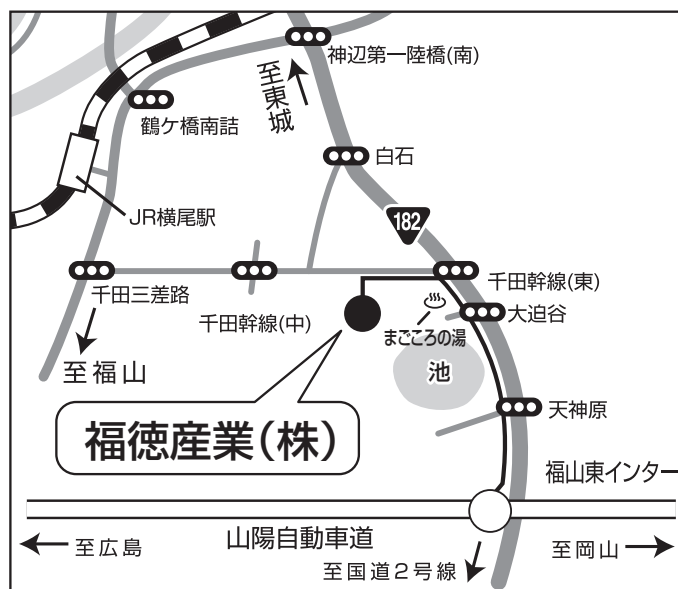 神辺第一陸橋(南)
至東城
鶴ケ橋南詰
白石
JR横尾駅
182
千田三差路
千田幹線(中)
千田幹線(東)
大迫谷
まごころの湯
池
至福山
天神原
福徳産業(株)
福山東インター
山陽自動車道
至広島
至岡山
至国道2号線